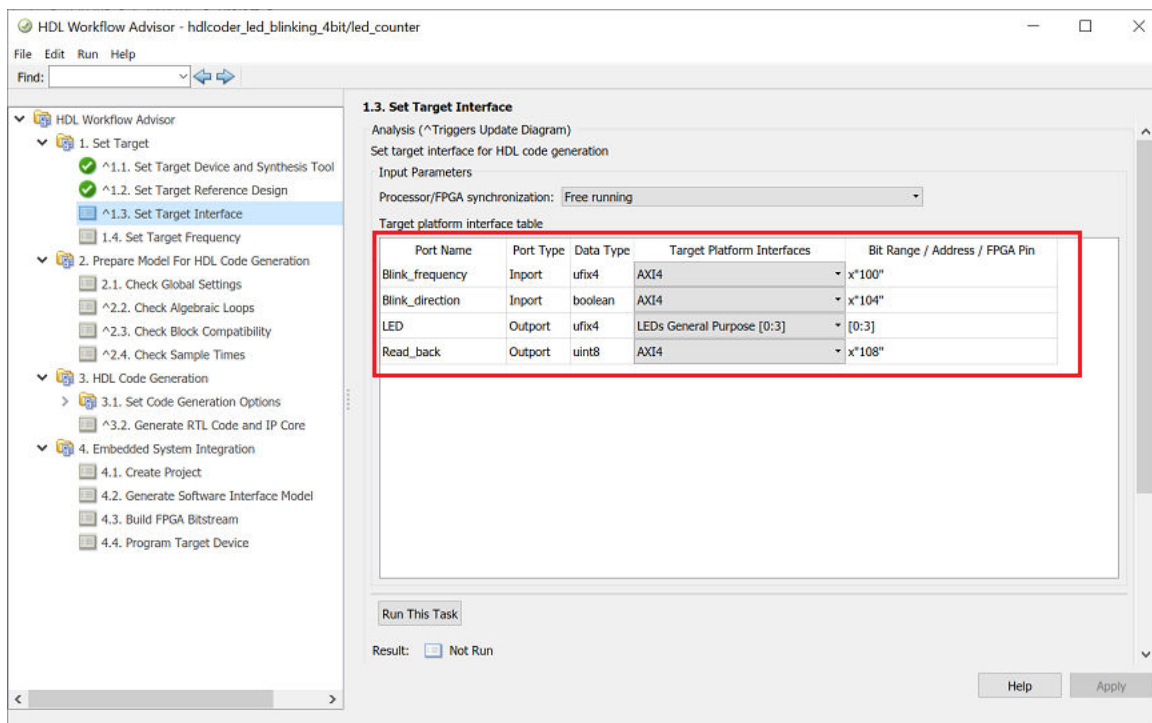 HDL Workflow Advisor - hdlcoder_led_blinking_4bit/led_counter
File Edit Run Help
Find:
HDL Workflow Advisor
1. Set Target
^1.1. Set Target Device and Synthesis Tool
^1.2. Set Target Reference Design
^1.3. Set Target Interface
1.4. Set Target Frequency
2. Prepare Model For HDL Code Generation
2.1. Check Global Settings
^2.2. Check Algebraic Loops
^2.3. Check Block Compatibility
^2.4. Check Sample Times
3. HDL Code Generation
3.1. Set Code Generation Options
^3.2. Generate RTL Code and IP Core
4. Embedded System Integration
4.1. Create Project
4.2. Generate Software Interface Model
4.3. Build FPGA Bitstream
4.4. Program Target Device
1.3. Set Target Interface
Analysis (^Triggers Update Diagram)
Set target interface for HDL code generation
Input Parameters
Processor/FPGA synchronization: Free running
Target platform interface table
Port Name Port Type Data Type Target Platform Interfaces Bit Range / Address / FPGA Pin
Blink_frequency Inport ufix4 AXI4 x"100"
Blink_direction Inport boolean AXI4 x"104"
LED Outport ufix4 LEDs General Purpose [0:3] [0:3]
Read_back Outport uint8 AXI4 x"108"
Run This Task
Result: Not Run
Help Apply